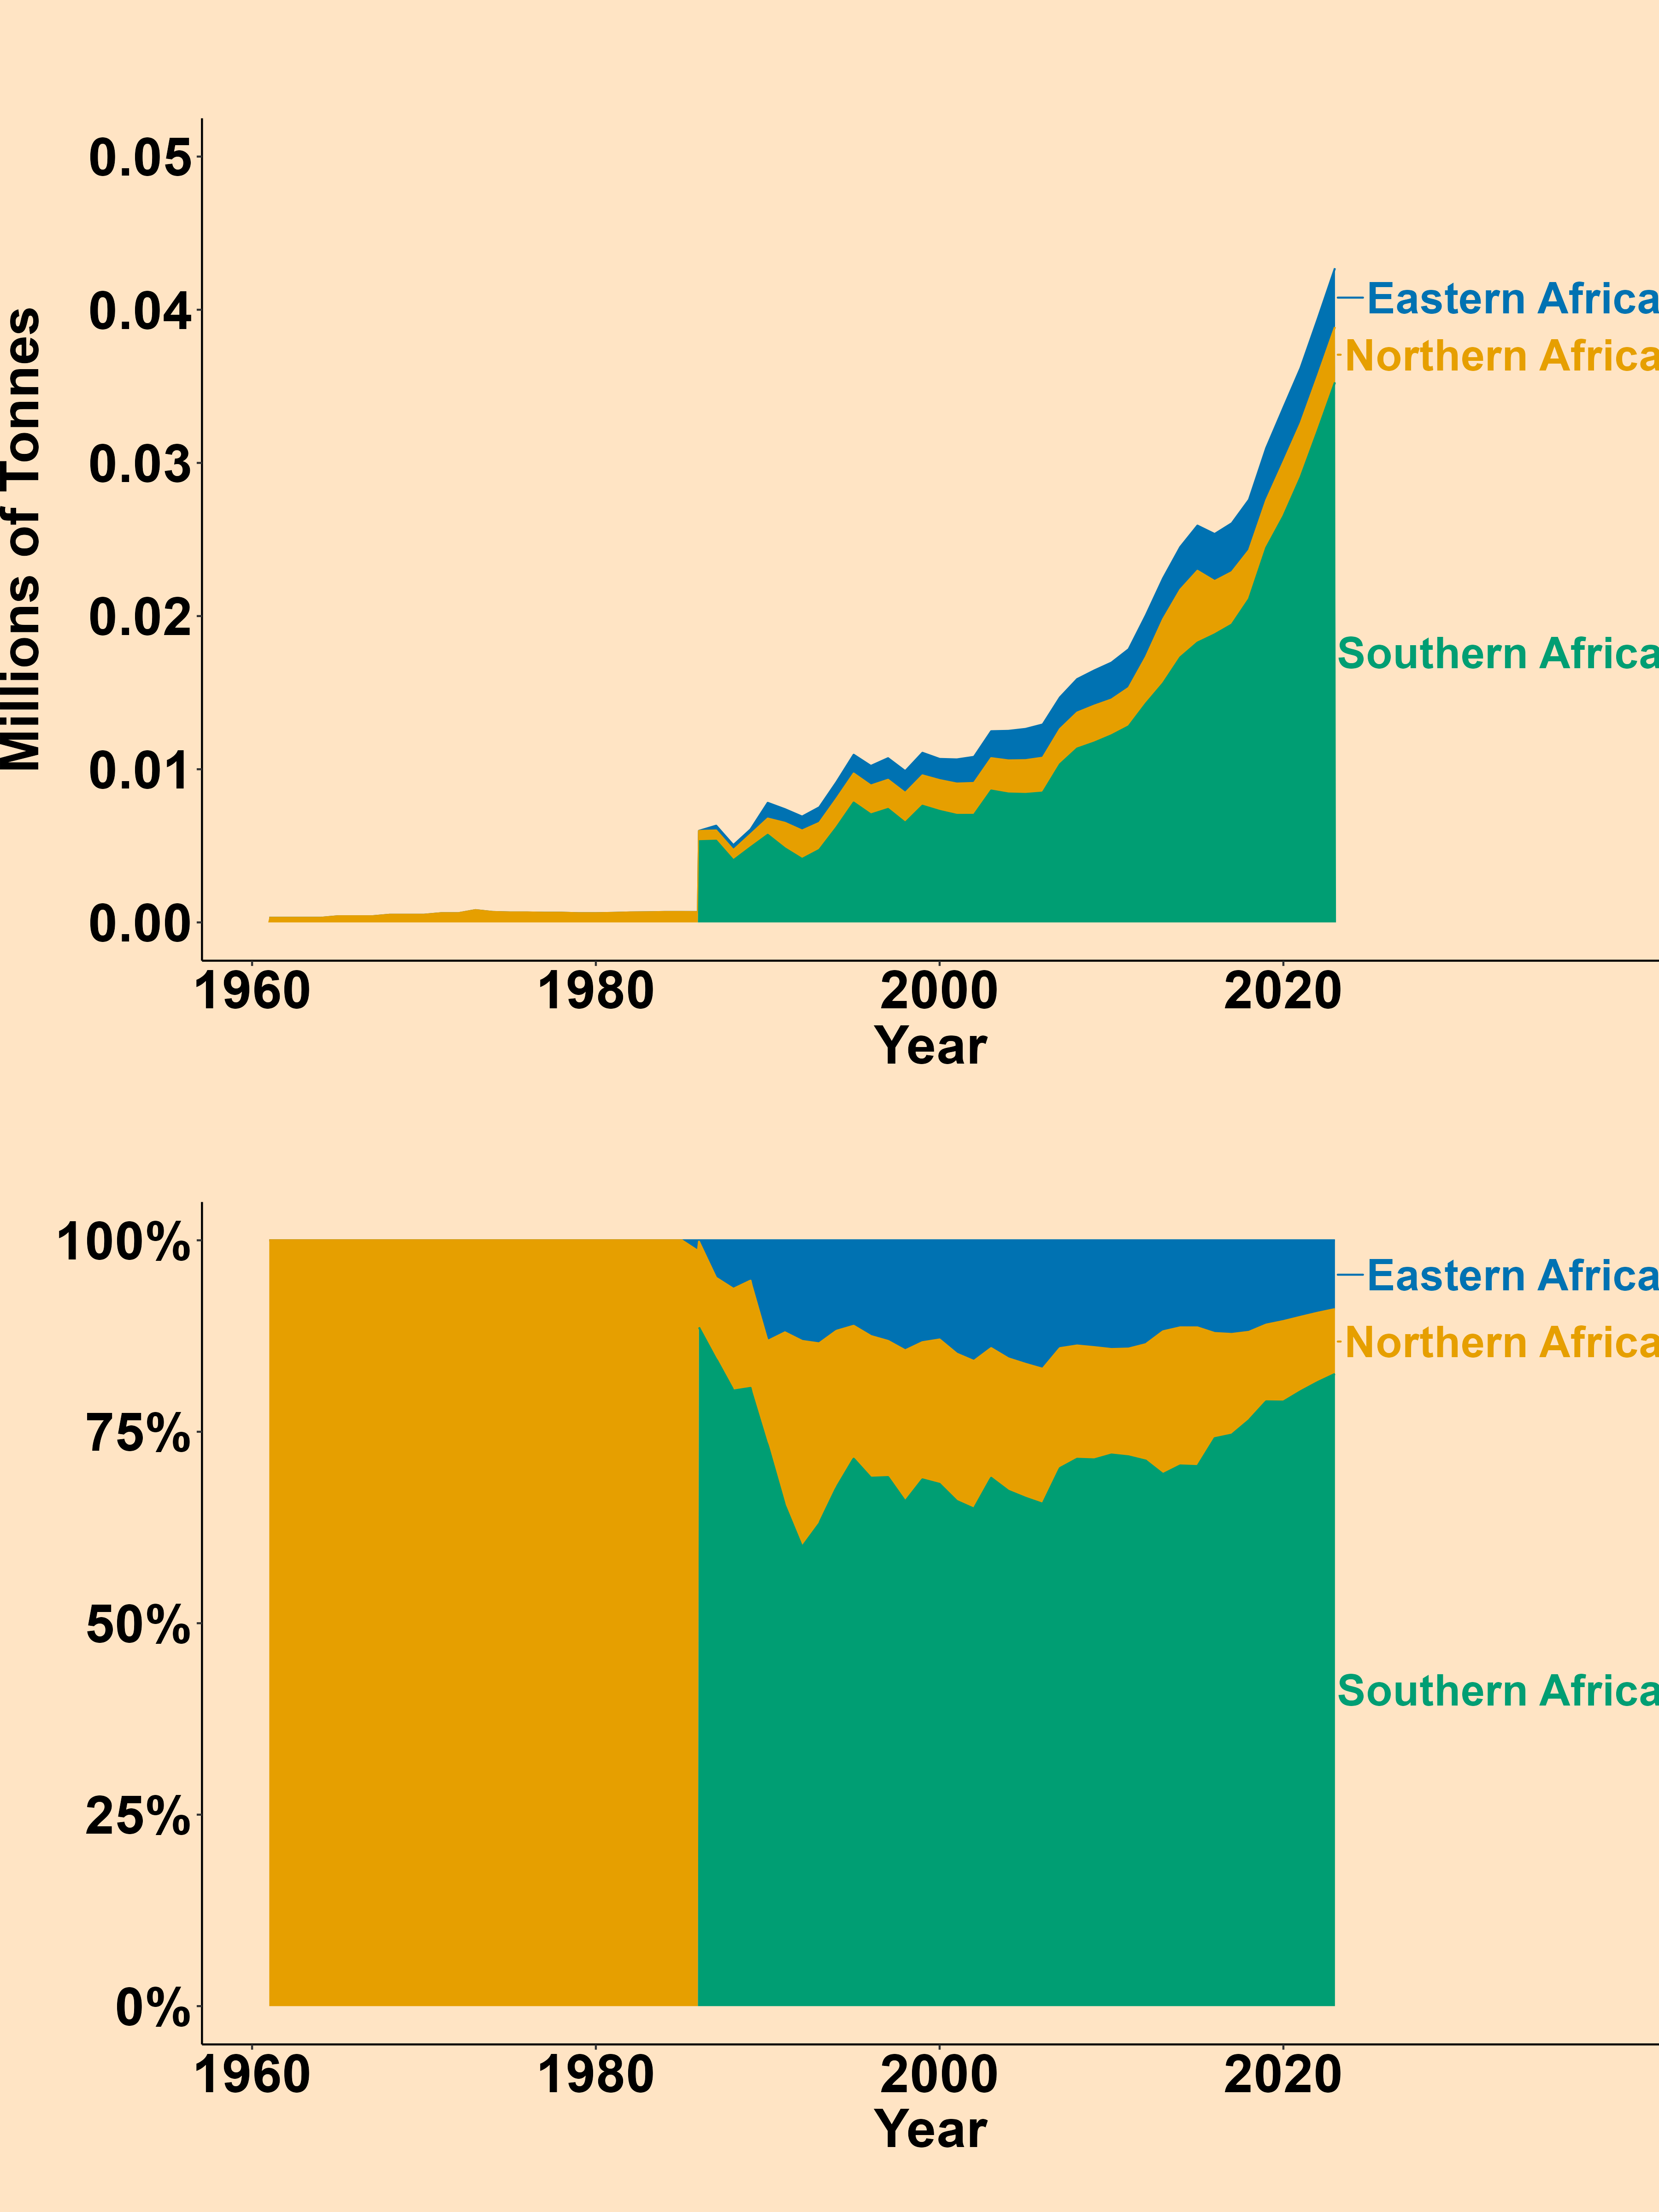 Millions of Tonnes
0.05
0.04
0.03
0.02
0.01
0.00
Eastern Africa
Northern Africa
Southern Africa
1960 1980 2000 2020
Year
100%
75%
50%
25%
0%
Eastern Africa
Northern Africa
Southern Africa
1960 1980 2000 2020
Year